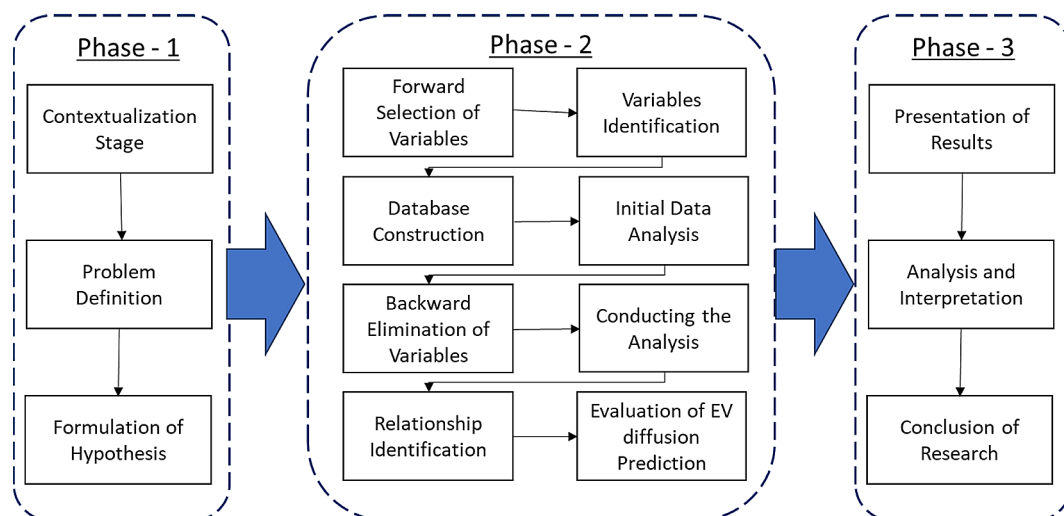 Phase - 1
Contextualization
Stage
Problem
Definition
Formulation of
Hypothesis
Phase - 2
Forward
Selection of
Variables
Variables
Identification
Database
Construction
Initial Data
Analysis
Backward
Elimination of
Variables
Conducting the
Analysis
Relationship
Identification
Evaluation of EV
diffusion
Prediction
Phase - 3
Presentation of
Results
Analysis and
Interpretation
Conclusion of
Research